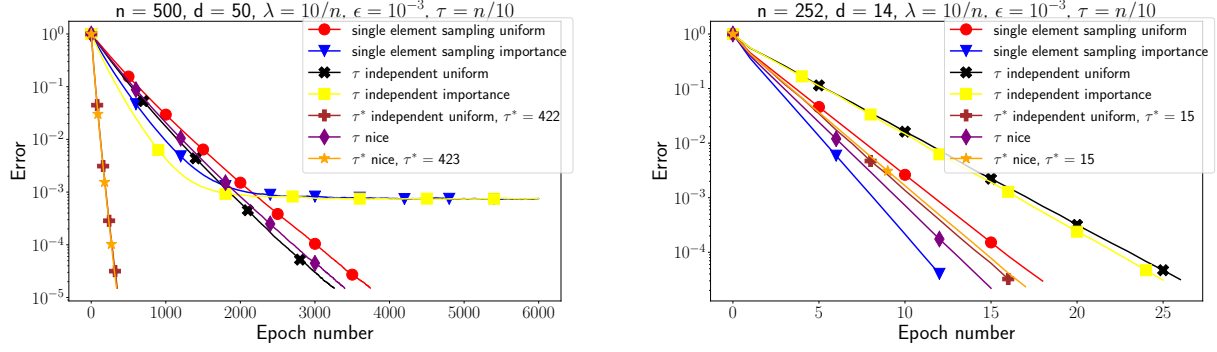 n = 500, d = 50, λ = 10/n, ϵ = 10⁻³, τ = n/10
single element sampling uniform
single element sampling importance
τ independent uniform
τ independent importance
τ* independent uniform, τ* = 422
τ nice
τ* nice, τ* = 423
10⁰
10⁻¹
10⁻²
10⁻³
10⁻⁴
10⁻⁵
Error
0 1000 2000 3000 4000 5000 6000
Epoch number
n = 252, d = 14, λ = 10/n, ϵ = 10⁻³, τ = n/10
single element sampling uniform
single element sampling importance
τ independent uniform
τ independent importance
τ* independent uniform, τ* = 15
τ nice
τ* nice, τ* = 15
10⁰
10⁻¹
10⁻²
10⁻³
10⁻⁴
Error
0 5 10 15 20 25
Epoch number